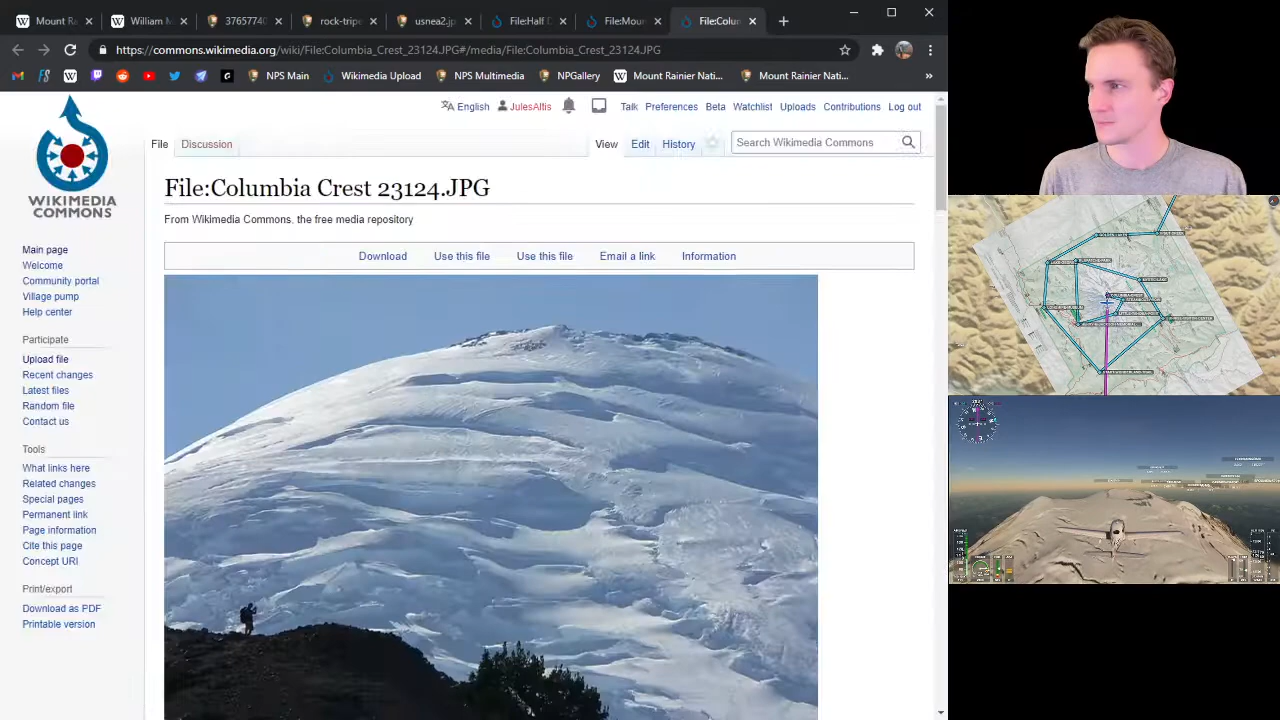 Mount Ra
William M
37657740
rock-tripe
usnea2.jp
File:Half D
File:Moun
File:Colun
https://commons.wikimedia.org/wiki/File:Columbia_Crest_23124.JPG#/media/File:Columbia_Crest_23124.JPG
NPS Main
Wikimedia Upload
NPS Multimedia
NPGallery
Mount Rainier Nati...
Mount Rainier Nati...
English
JulesAltis
Talk
Preferences
Beta
Watchlist
Uploads
Contributions
Log out
File
Discussion
View
Edit
History
Search Wikimedia Commons
WIKIMEDIA
COMMONS
File:Columbia Crest 23124.JPG
From Wikimedia Commons, the free media repository
Download
Use this file
Use this file
Email a link
Information
Main page
Welcome
Community portal
Village pump
Help center
Participate
Upload file
Recent changes
Latest files
Random file
Contact us
Tools
What links here
Related changes
Special pages
Permanent link
Page information
Cite this page
Concept URI
Print/export
Download as PDF
Printable version